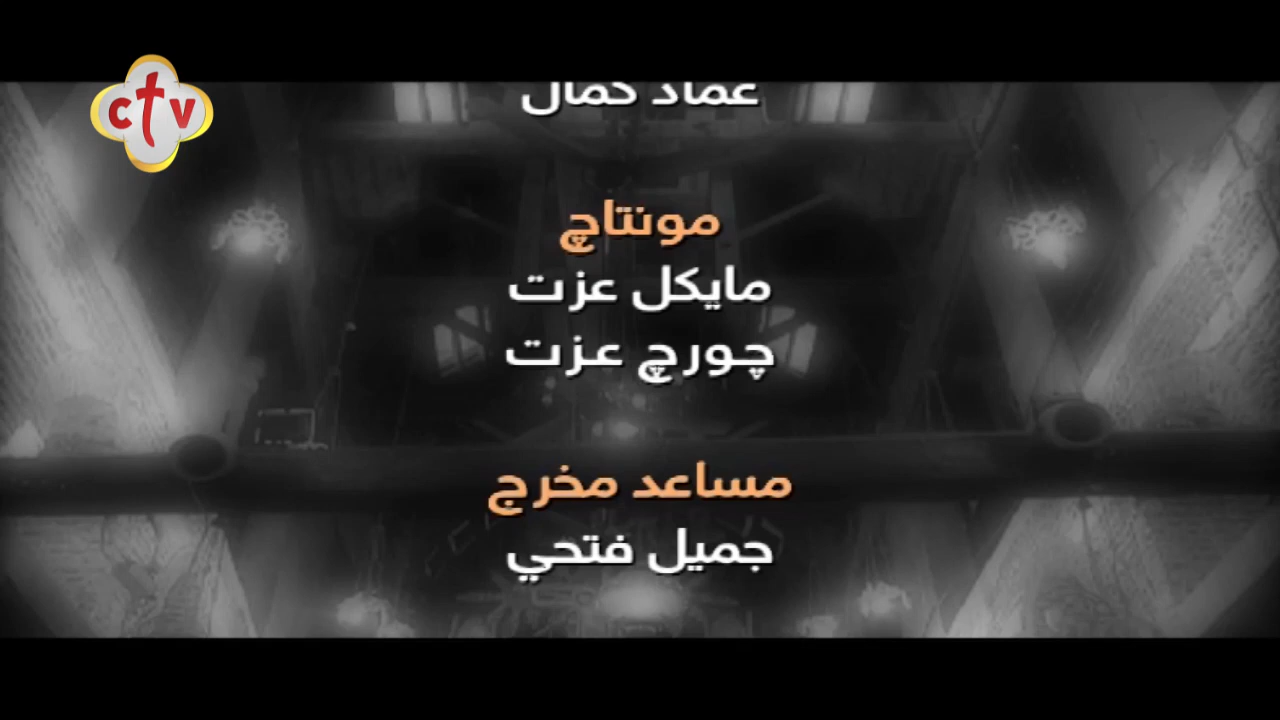 ctv
عماد كمال
مونتاچ
مايكل عزت
چورچ عزت
مساعد مخرج
جميل فتحي